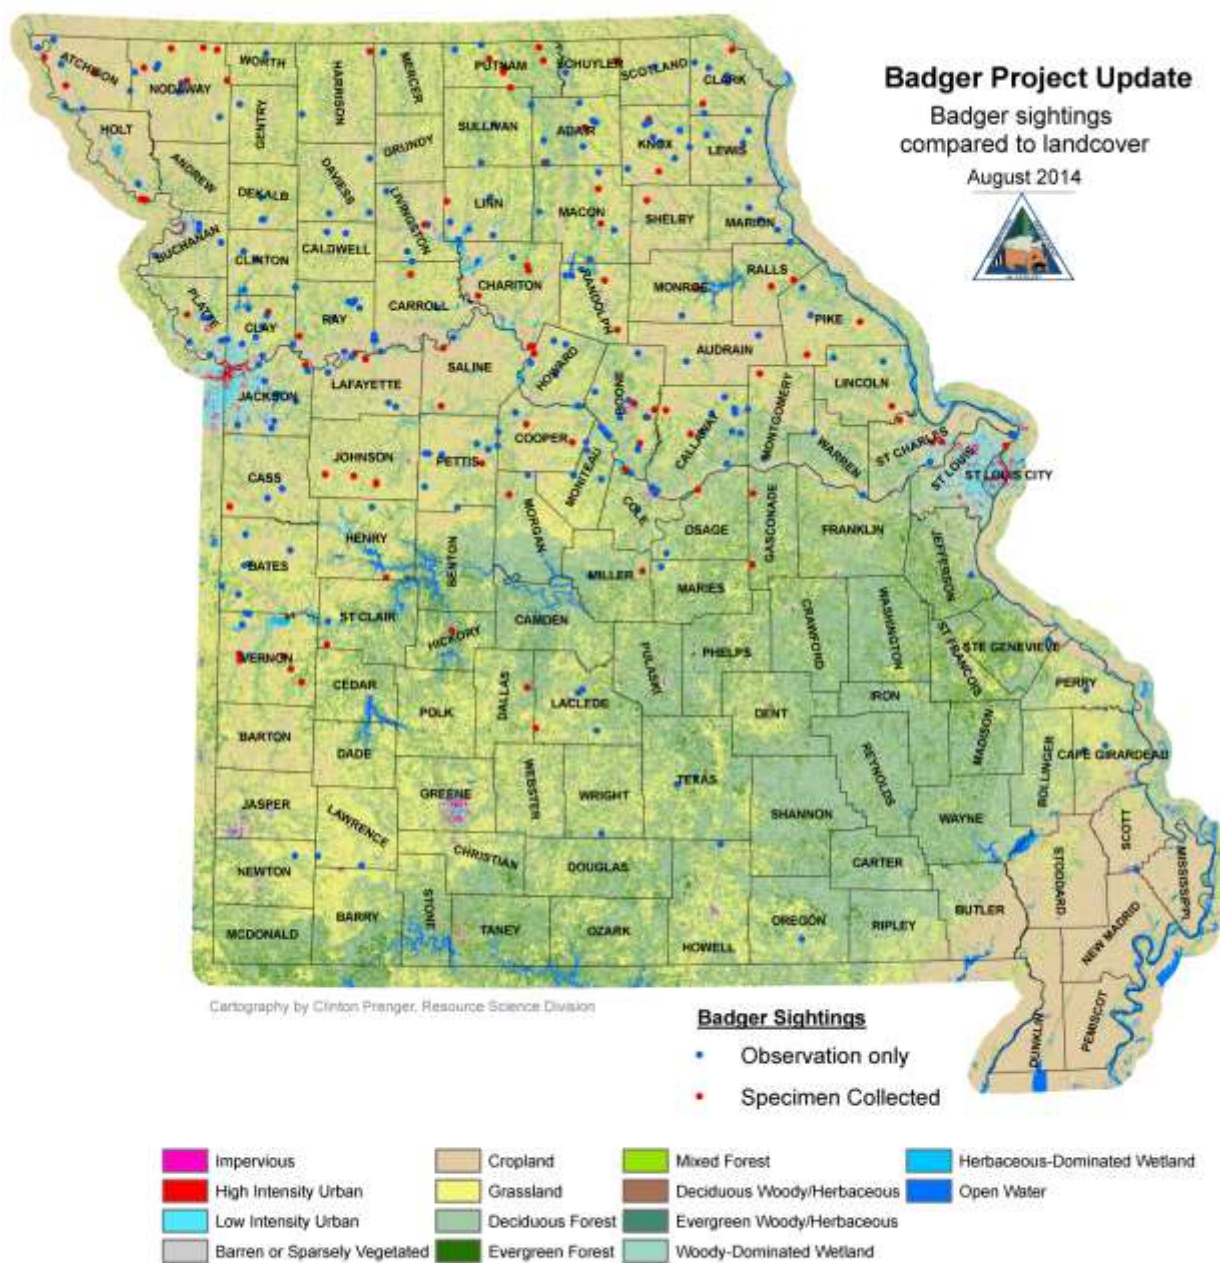 Badger Project Update
Badger sightings
compared to landcover
August 2014
ATCHISON
NODAWAY
WORTH
HARRISON
MERCER
PUTNAM
SCHUYLER
SCOTLAND
CLARK
HOLT
GENTRY
SULLIVAN
ADAIR
KNOX
LEWIS
ANDREW
DEKALB
DAVIESS
GRUNDY
LIVINGSTON
LINN
MACON
SHELBY
MARION
BUCHANAN
CLINTON
CALDWELL
CHARITON
RANDOLPH
MONROE
RALLS
PLATTE
CLAY
RAY
CARROLL
PIKE
AUDRAIN
SALINE
HOWARD
BOONE
LAFAYETTE
JACKSON
LINCOLN
MONTGOMERY
CALLAWAY
WARREN
ST CHARLES
ST LOUIS
ST LOUIS CITY
COOPER
JOHNSON
PETTIS
MONITEAU
CASS
COLE
MORGAN
OSAGE
GASCONADE
FRANKLIN
JEFFERSON
HENRY
BENTON
BATES
MILLER
MARIES
ST CLAIR
CAMDEN
CRAWFORD
WASHINGTON
HICKORY
ST FRANCOIS
STE GENEVIEVE
VERNON
PULASKI
PHELPS
CEDAR
DALLAS
LACLEDE
PERRY
IRON
POLK
DENT
BARTON
DADE
MADISON
BOLLINGER
CAPE GIRARDEAU
REYNOLDS
WEBSTER
WRIGHT
TEXAS
GREENE
JASPER
LAWRENCE
SHANNON
WAYNE
SCOTT
CHRISTIAN
DOUGLAS
CARTER
NEWTON
STODDARD
MISSISSIPPI
BARRY
STONE
TANEY
OZARK
HOWELL
OREGON
RIPLEY
BUTLER
MCDONALD
NEW MADRID
PEMISCOT
DUNKLIN
Cartography by Clinton Prenger, Resource Science Division
Badger Sightings
Observation only
Specimen Collected
Impervious
High Intensity Urban
Low Intensity Urban
Barren or Sparsely Vegetated
Cropland
Grassland
Deciduous Forest
Evergreen Forest
Mixed Forest
Deciduous Woody/Herbaceous
Evergreen Woody/Herbaceous
Woody-Dominated Wetland
Herbaceous-Dominated Wetland
Open Water